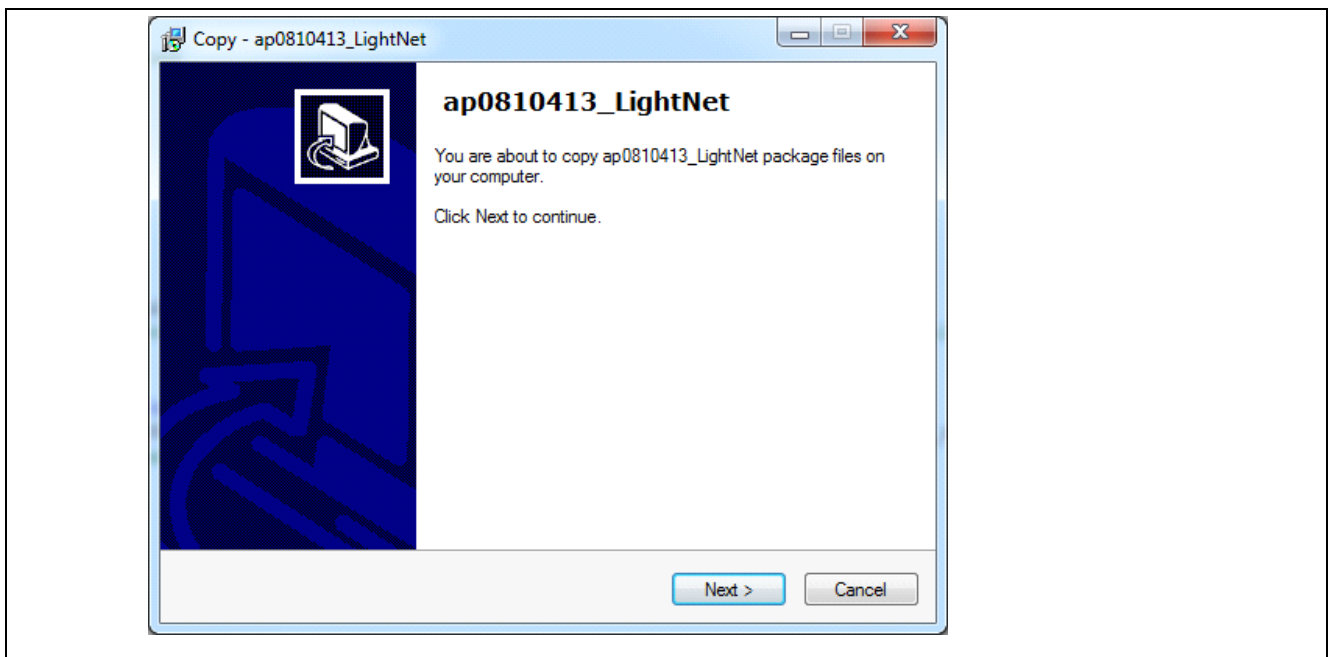 Copy - ap0810413_LightNet
ap0810413_LightNet
You are about to copy ap0810413_LightNet package files on
your computer.
Click Next to continue.
Next >
Cancel